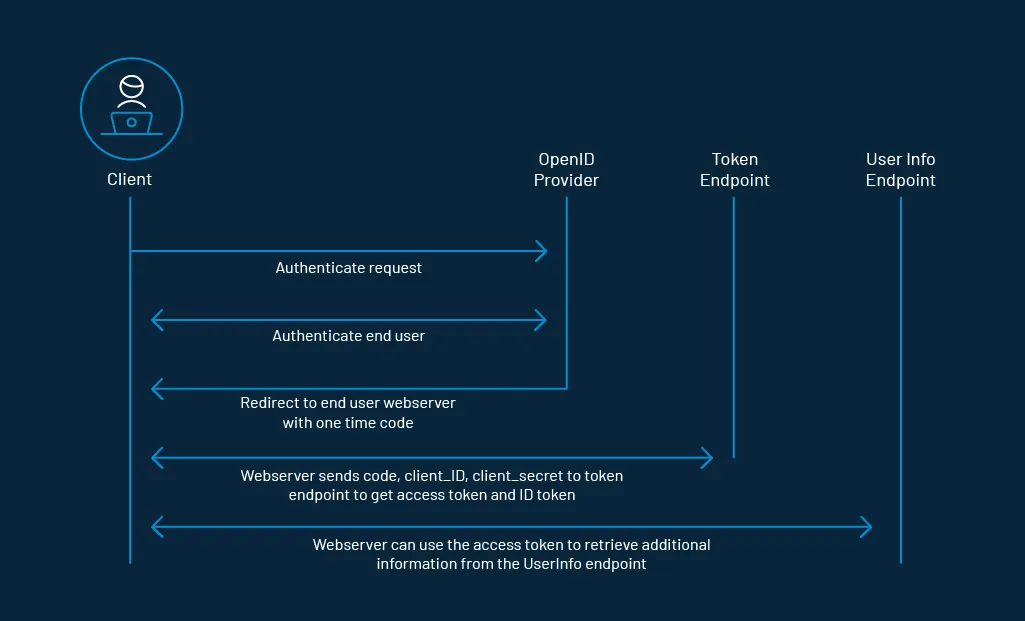 Client
OpenID
Provider
Token
Endpoint
User Info
Endpoint
Authenticate request
Authenticate end user
Redirect to end user webserver
with one time code
Webserver sends code, client_ID, client_secret to token
endpoint to get access token and ID token
Webserver can use the access token to retrieve additional
information from the UserInfo endpoint